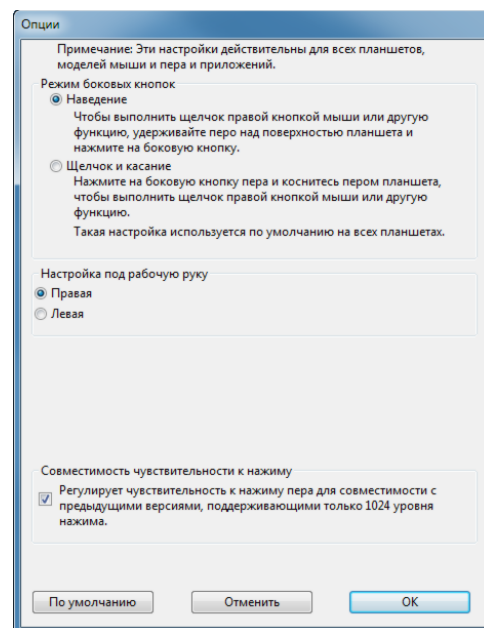 Опции
Примечание: Эти настройки действительны для всех планшетов,
моделей мыши и пера и приложений.
Режим боковых кнопок
Наведение
Чтобы выполнить щелчок правой кнопкой мыши или другую
функцию, удерживайте перо над поверхностью планшета и
нажмите на боковую кнопку.
Щелчок и касание
Нажмите на боковую кнопку пера и коснитесь пером планшета,
чтобы выполнить щелчок правой кнопкой мыши или другую
функцию.
Такая настройка используется по умолчанию на всех планшетах.
Настройка под рабочую руку
Правая
Левая
Совместимость чувствительности к нажиму
Регулирует чувствительность к нажиму пера для совместимости с
предыдущими версиями, поддерживающими только 1024 уровня
нажима.
По умолчанию Отменить OK